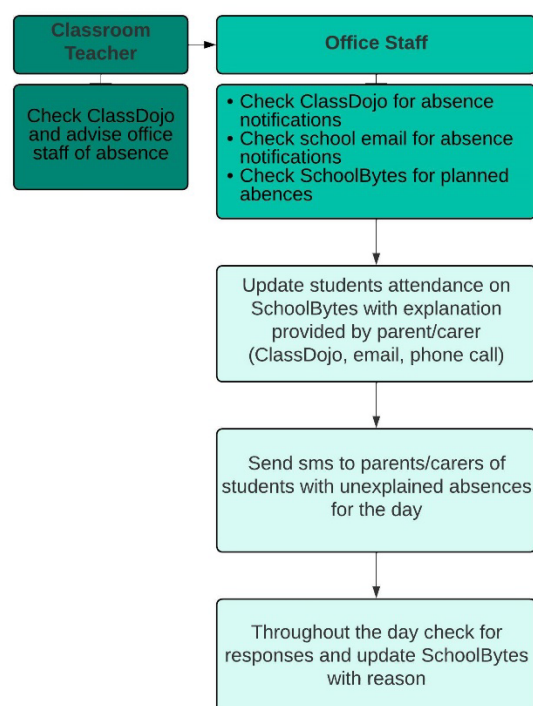 Classroom
Teacher
Office Staff
Check ClassDojo
and advise office
staff of absence
• Check ClassDojo for absence
notifications
• Check school email for absence
notifications
• Check SchoolBytes for planned
abences
Update students attendance on
SchoolBytes with explanation
provided by parent/carer
(ClassDojo, email, phone call)
Send sms to parents/carers of
students with unexplained absences
for the day
Throughout the day check for
responses and update SchoolBytes
with reason